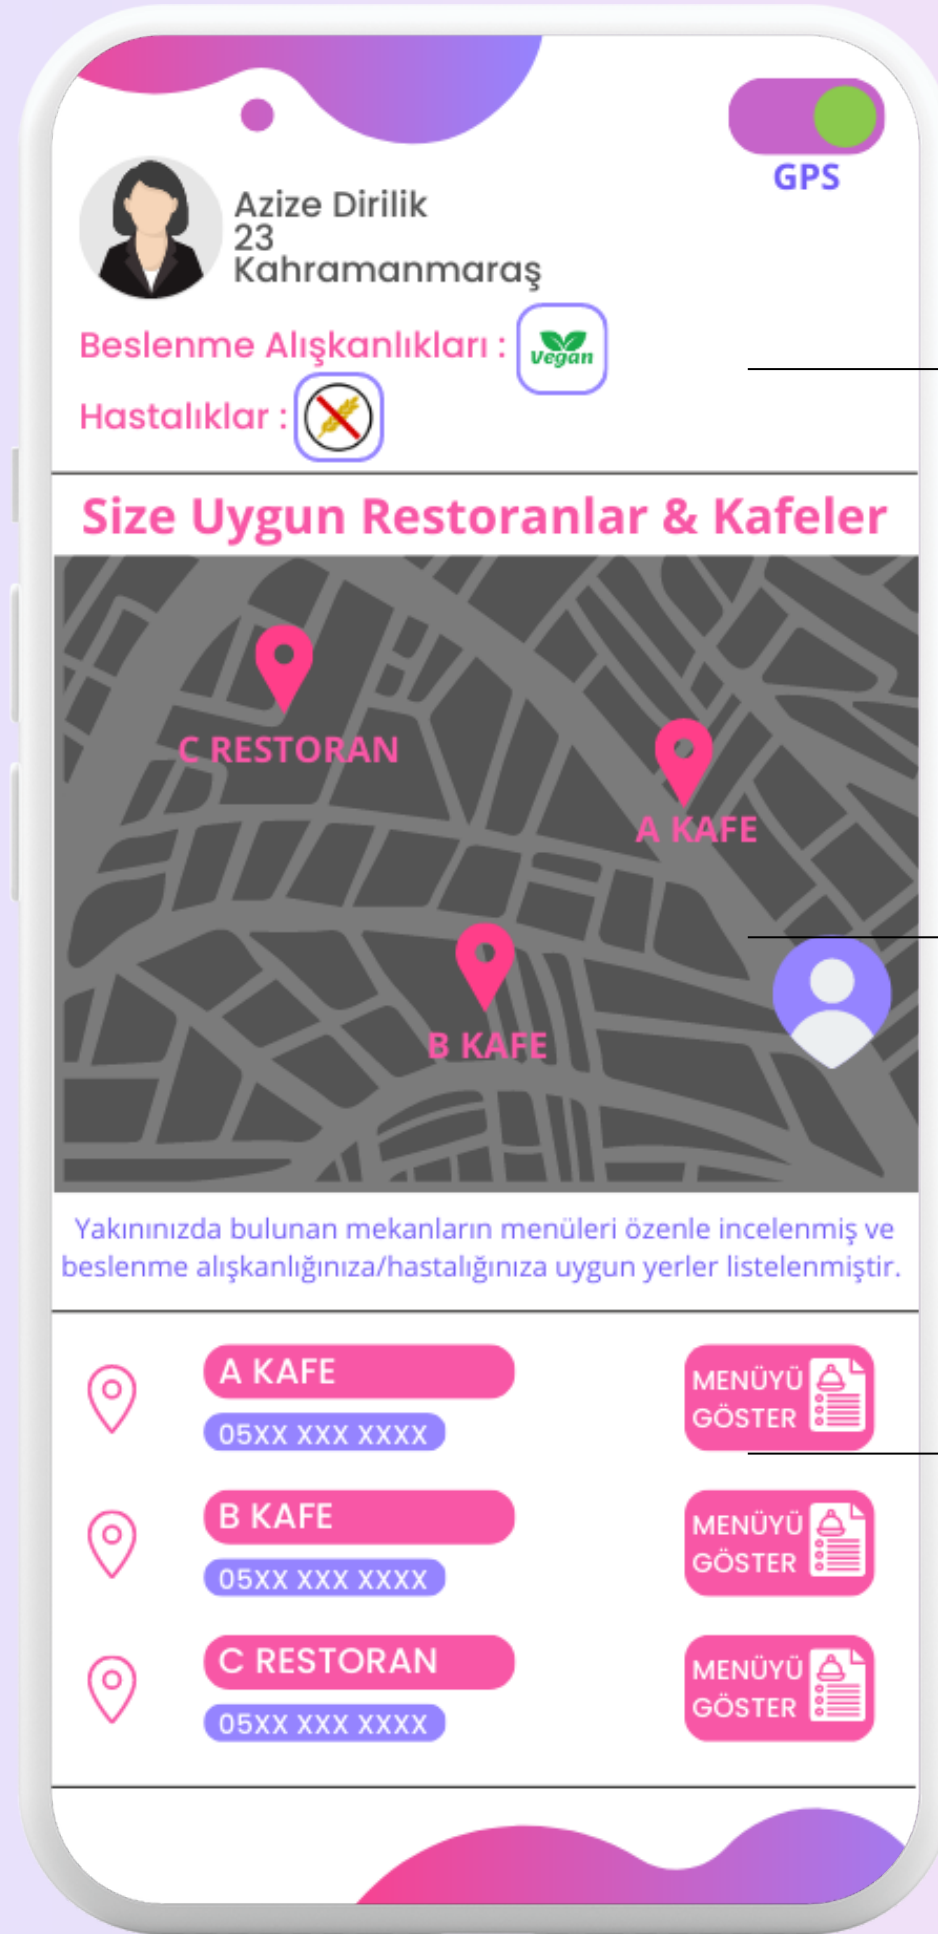 GPS
Azize Dirilik
23
Kahramanmaraş
Beslenme Alışkanlıkları :
Vegan
Hastalıklar :
Size Uygun Restoranlar & Kafeler
C RESTORAN
A KAFE
B KAFE
Yakınınızda bulunan mekanların menüleri özenle incelenmiş ve
beslenme alışkanlığınıza/hastalığınıza uygun yerler listelenmiştir.
A KAFE
05XX XXX XXXX
MENÜYÜ
GÖSTER
B KAFE
05XX XXX XXXX
MENÜYÜ
GÖSTER
C RESTORAN
05XX XXX XXXX
MENÜYÜ
GÖSTER